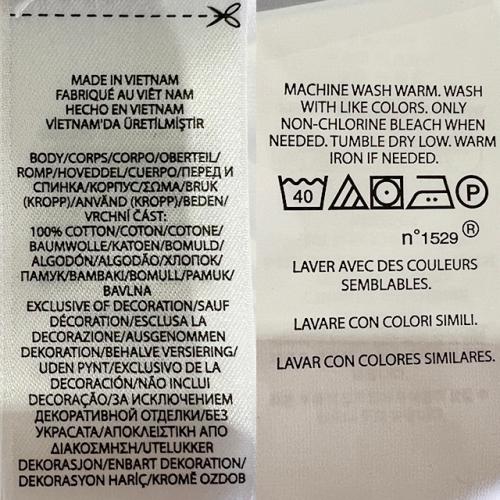 MADE IN VIETNAM
FABRIQUÉ AU VIÊT NAM
HECHO EN VIETNAM
VİETNAM'DA ÜRETİLMİŞTİR
BODY/CORPS/CORPO/OBERTEIL/
ROMP/HOVEDDEL/CUERPO/ПЕРЕД И
СПИНКА/КОРПУС/ΣΩΜΑ/BRUK
(KROPP)/ANVÄND (KROPP)/BEDEN/
VRCHNÍ ČÁST:
100% COTTON/COTON/COTONE/
BAUMWOLLE/KATOEN/BOMULD/
ALGODÓN/ALGODÃO/ХЛОПОК/
ПАМУК/ΒΑΜΒΑΚΙ/BOMULL/PAMUK/
BAVLNA
EXCLUSIVE OF DECORATION/SAUF
DÉCORATION/ESCLUSA LA
DECORAZIONE/AUSGENOMMEN
DEKORATION/BEHALVE VERSIERING/
UDEN PYNT/EXCLUSIVO DE LA
DECORACIÓN/NÃO INCLUI
DECORAÇÃO/ЗА ИСКЛЮЧЕНИЕМ
ДЕКОРАТИВНОЙ ОТДЕЛКИ/БЕЗ
УКРАСАТА/ΑΠΟΚΛΕΙΣΤΙΚΗ ΑΠΟ
ΔΙΑΚΟΣΜΗΣΗ/UTELUKKER
DEKORASJON/ENBART DEKORATION/
DEKORASYON HARİÇ/KROMĚ OZDOB
MACHINE WASH WARM. WASH
WITH LIKE COLORS. ONLY
NON-CHLORINE BLEACH WHEN
NEEDED. TUMBLE DRY LOW. WARM
IRON IF NEEDED.
40 P
n°1529 ®
LAVER AVEC DES COULEURS
SEMBLABLES.
LAVARE CON COLORI SIMILI.
LAVAR CON COLORES SIMILARES.